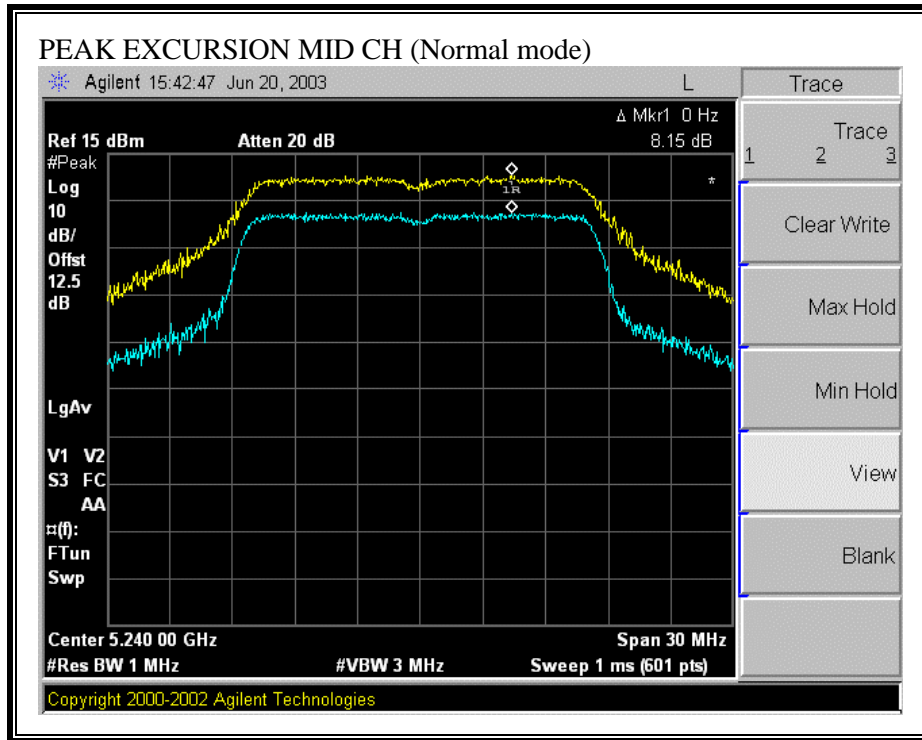 PEAK EXCURSION MID CH (Normal mode)
Agilent 15:42:47 Jun 20, 2003 L Trace
Δ Mkr1 0 Hz
Ref 15 dBm Atten 20 dB 8.15 dB
#Peak
Log
10
dB/
Offst
12.5
dB
1R
*
LgAv
V1 V2
S3 FC
AA
¤(f):
FTun
Swp
Center 5.240 00 GHz Span 30 MHz
#Res BW 1 MHz #VBW 3 MHz Sweep 1 ms (601 pts)
Copyright 2000-2002 Agilent Technologies
Trace
1 2 3
Clear Write
Max Hold
Min Hold
View
Blank